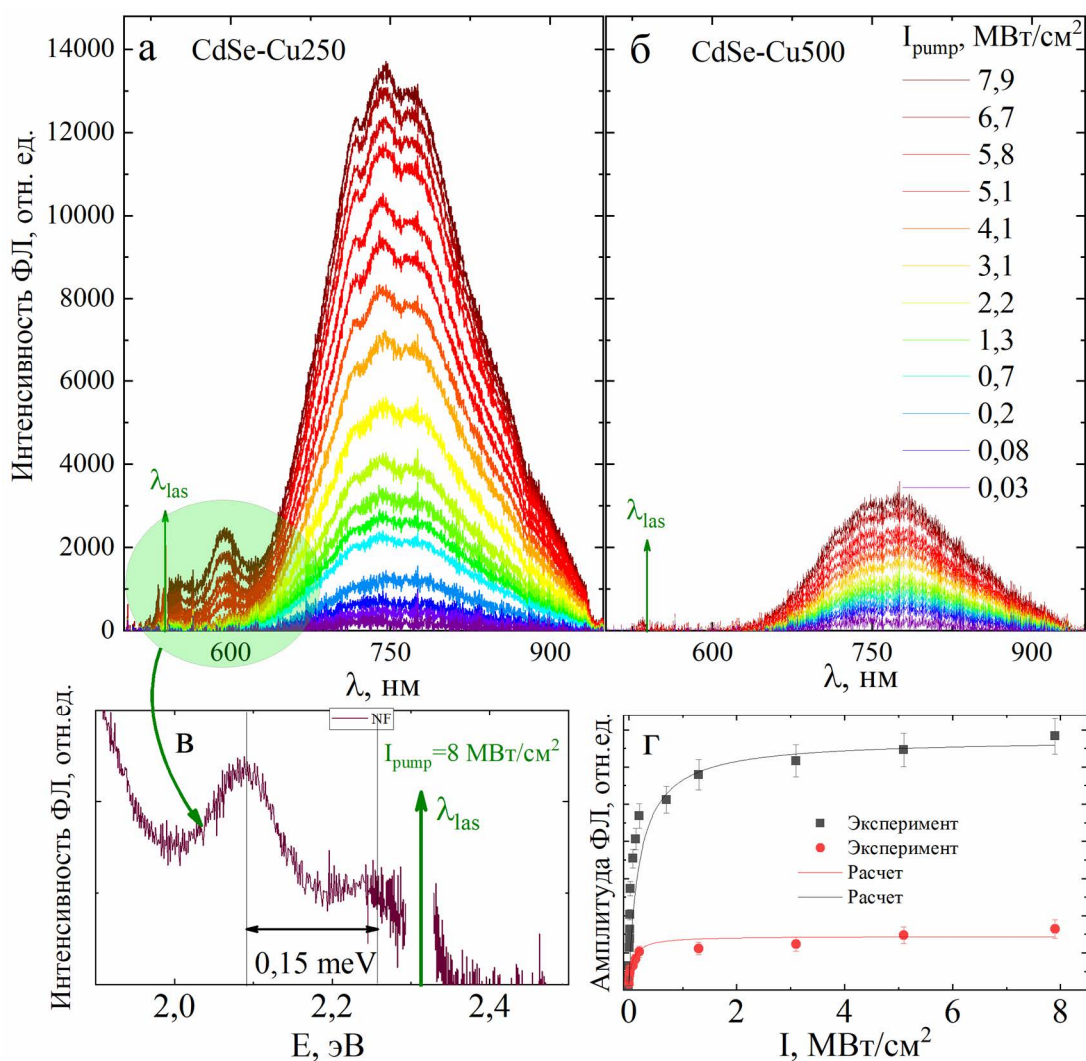 а CdSe-Cu250
Интенсивность ФЛ, отн. ед.
14000
12000
10000
8000
6000
4000
2000
0
λlas
600 750 900
λ, нм
б CdSe-Cu500
Ipump, МВт/см²
7,9
6,7
5,8
5,1
4,1
3,1
2,2
1,3
0,7
0,2
0,08
0,03
λlas
600 750 900
λ, нм
в
NF
Ipump=8 МВт/см²
λlas
0,15 meV
Интенсивность ФЛ, отн.ед.
2,0 2,2 2,4
E, эВ
г
Эксперимент
Эксперимент
Расчет
Расчет
Амплитуда ФЛ, отн.ед.
0 2 4 6 8
I, МВт/см²